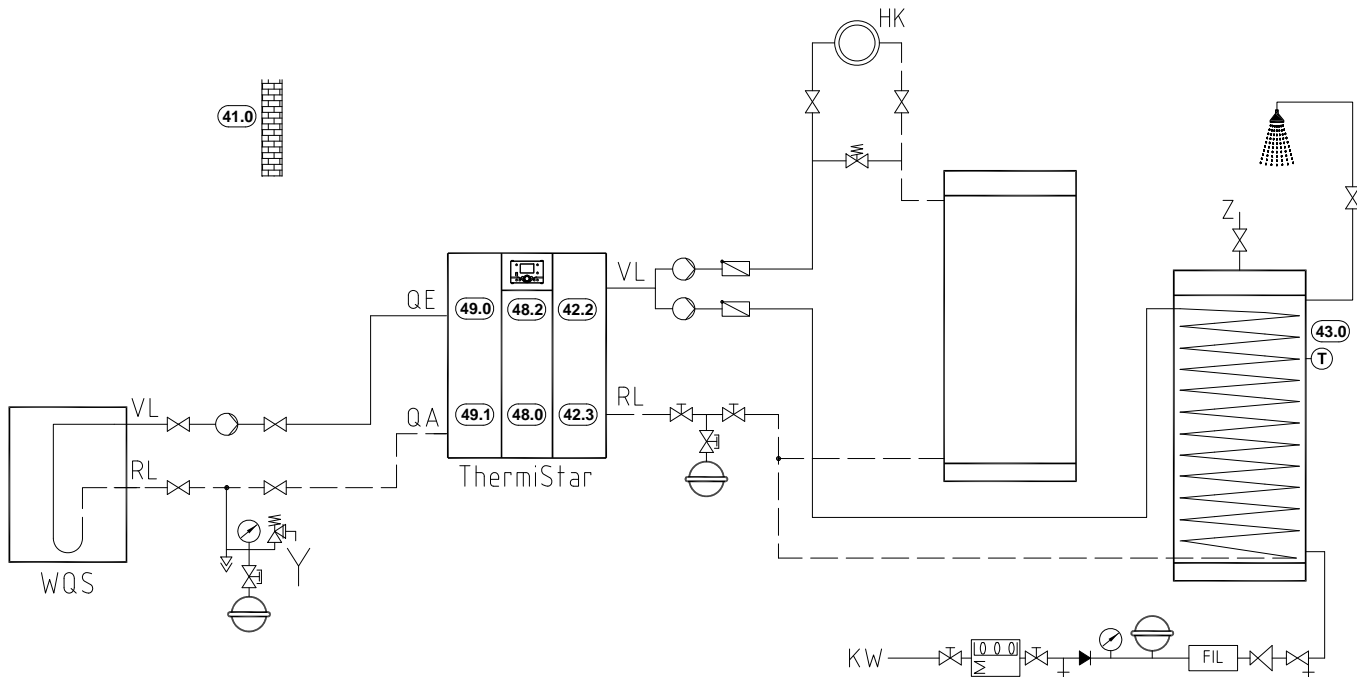 HK
41.0
Z
VL
QE
49.0
48.2
42.2
43.0
T
VL
QA
49.1
48.0
42.3
RL
RL
ThermiStar
WQS
KW
M
000
FIL